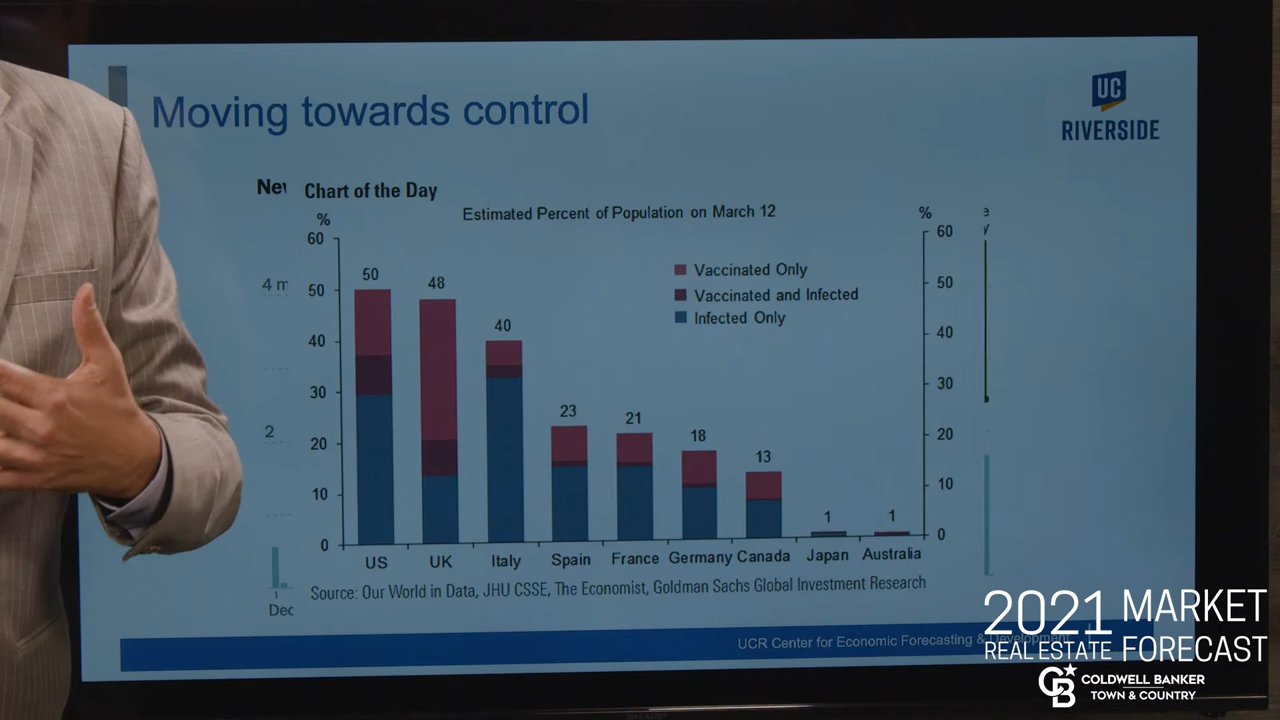 Moving towards control
UC
RIVERSIDE
Chart of the Day
Estimated Percent of Population on March 12
% %
60 60
50 50
40 40
30 30
20 20
10 10
0 0
50 48 40 23 21 18 13 1 1
Vaccinated Only
Vaccinated and Infected
Infected Only
4 m
2
Dec
US UK Italy Spain France Germany Canada Japan Australia
Source: Our World in Data, JHU CSSE, The Economist, Goldman Sachs Global Investment Research
UCR Center for Economic Forecasting & Development
2021 MARKET
REAL ESTATE FORECAST
CB COLDWELL BANKER
TOWN & COUNTRY